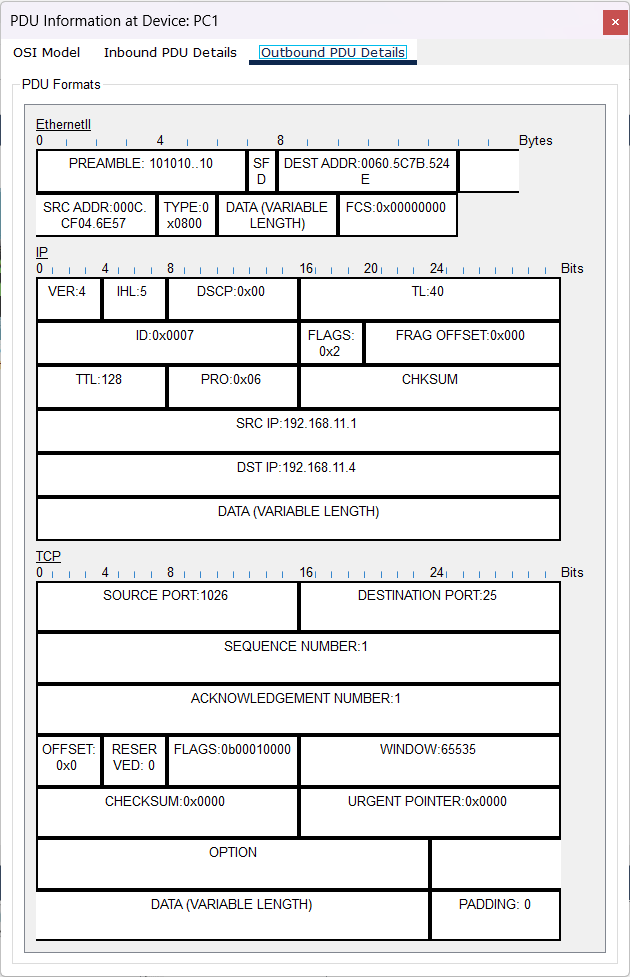 PDU Information at Device: PC1
×
OSI Model Inbound PDU Details Outbound PDU Details
PDU Formats
EthernetII
0 4 8 Bytes
PREAMBLE: 101010..10 SF DEST ADDR:0060.5C7B.524
D E
SRC ADDR:000C. TYPE:0 DATA (VARIABLE FCS:0x00000000
CF04.6E57 x0800 LENGTH)
IP
0 4 8 16 20 24 Bits
VER:4 IHL:5 DSCP:0x00 TL:40
ID:0x0007 FLAGS: FRAG OFFSET:0x000
0x2
TTL:128 PRO:0x06 CHKSUM
SRC IP:192.168.11.1
DST IP:192.168.11.4
DATA (VARIABLE LENGTH)
TCP
0 4 8 16 24 Bits
SOURCE PORT:1026 DESTINATION PORT:25
SEQUENCE NUMBER:1
ACKNOWLEDGEMENT NUMBER:1
OFFSET: RESER FLAGS:0b00010000 WINDOW:65535
0x0 VED: 0
CHECKSUM:0x0000 URGENT POINTER:0x0000
OPTION
DATA (VARIABLE LENGTH) PADDING: 0